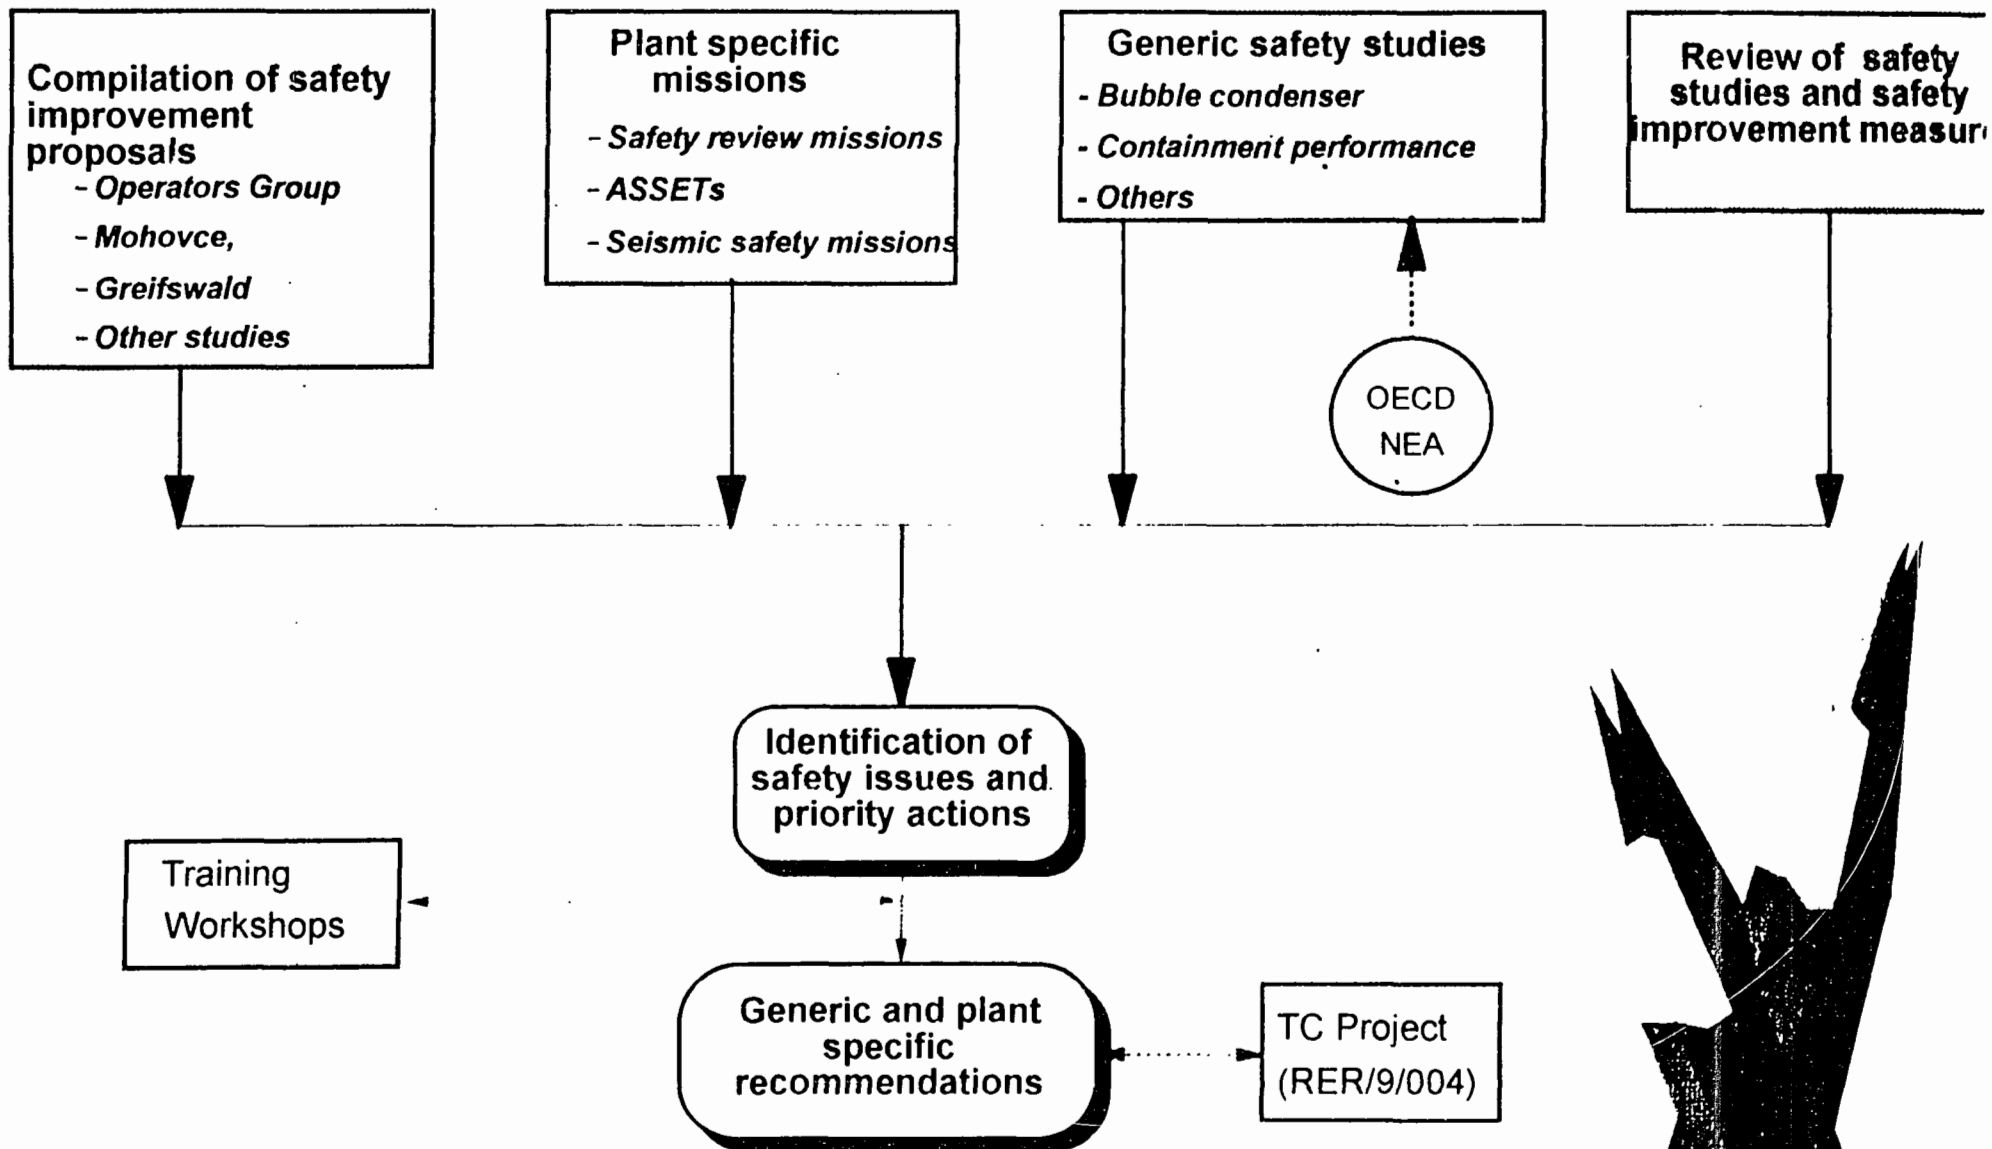 Compilation of safety
improvement
proposals
- Operators Group
- Mohovce,
- Greifswald
- Other studies
Plant specific
missions
- Safety review missions
- ASSETs
- Seismic safety missions
Generic safety studies
- Bubble condenser
- Containment performance
- Others
Review of safety
studies and safety
improvement measur
OECD
NEA
Identification of
safety issues and
priority actions
Training
Workshops
Generic and plant
specific
recommendations
TC Project
(RER/9/004)